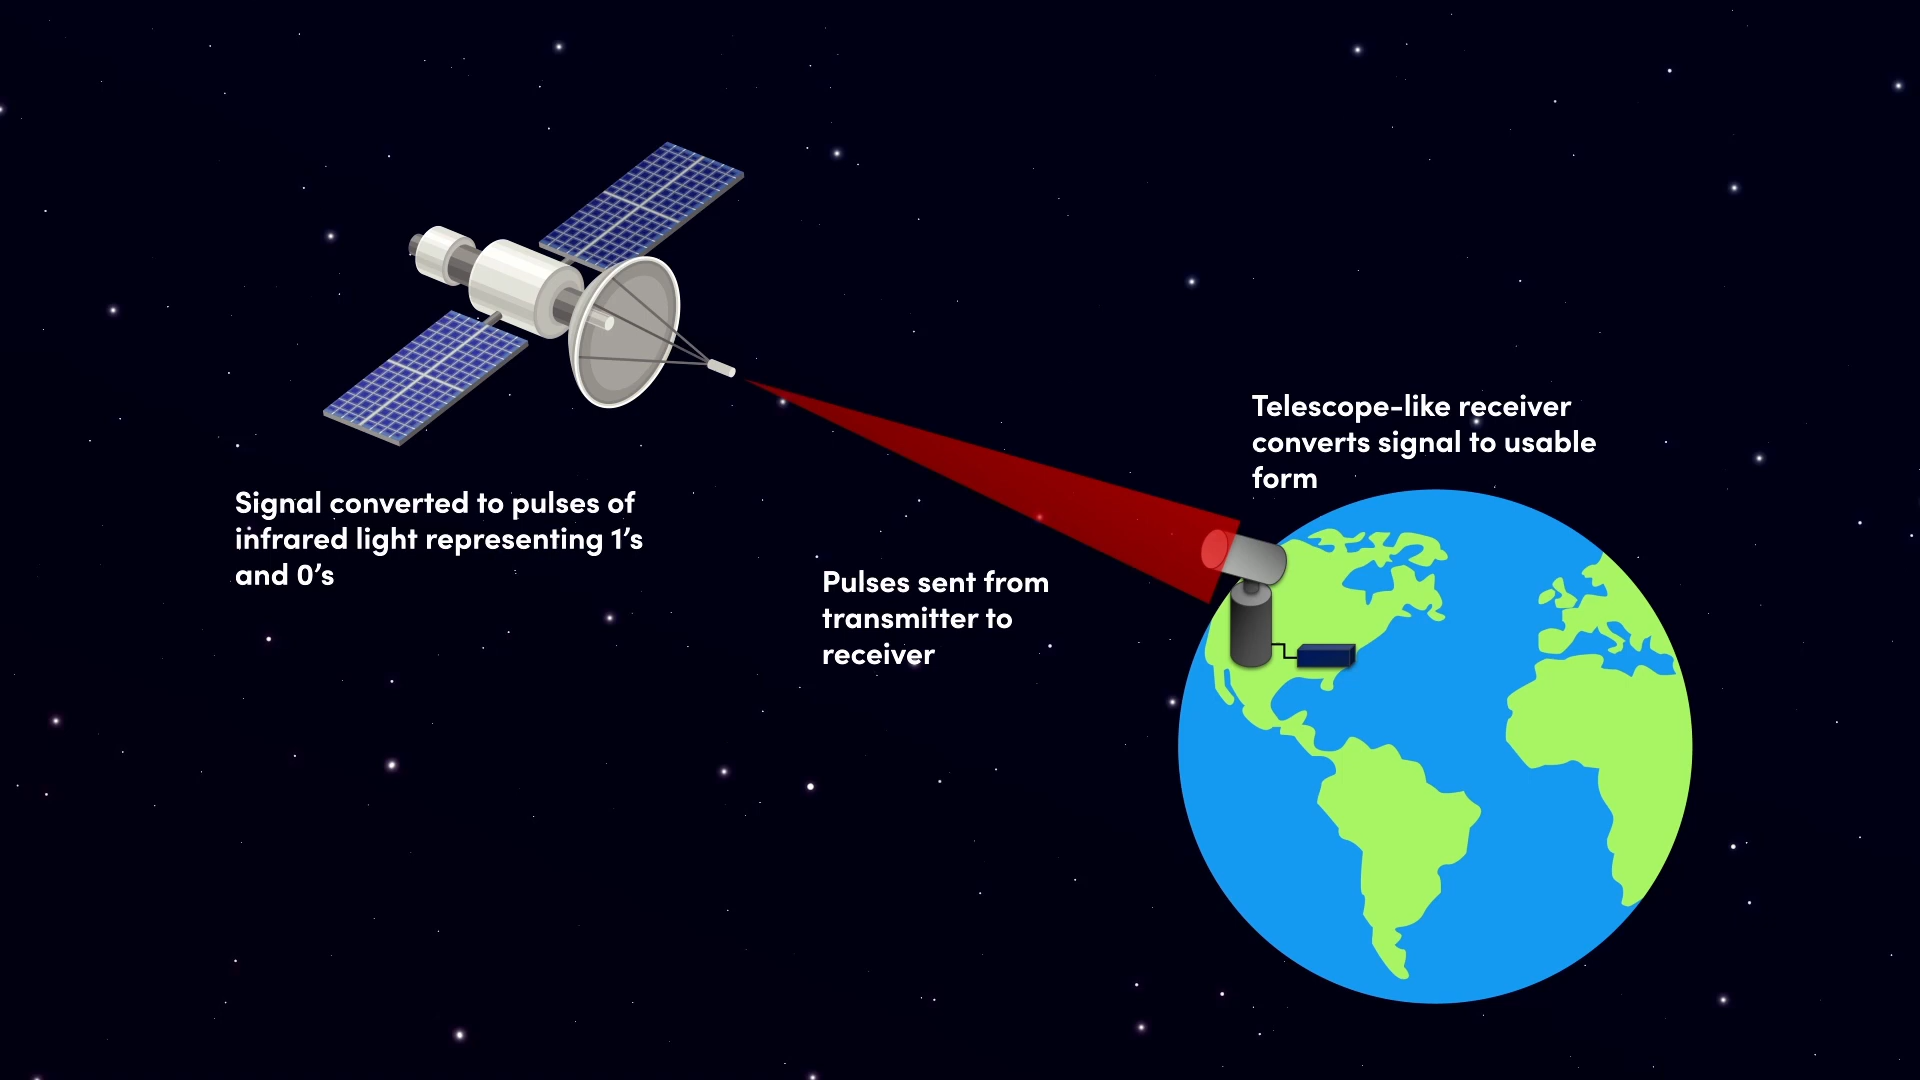 Telescope-like receiver
converts signal to usable
form
Signal converted to pulses of
infrared light representing 1’s
and 0’s
Pulses sent from
transmitter to
receiver